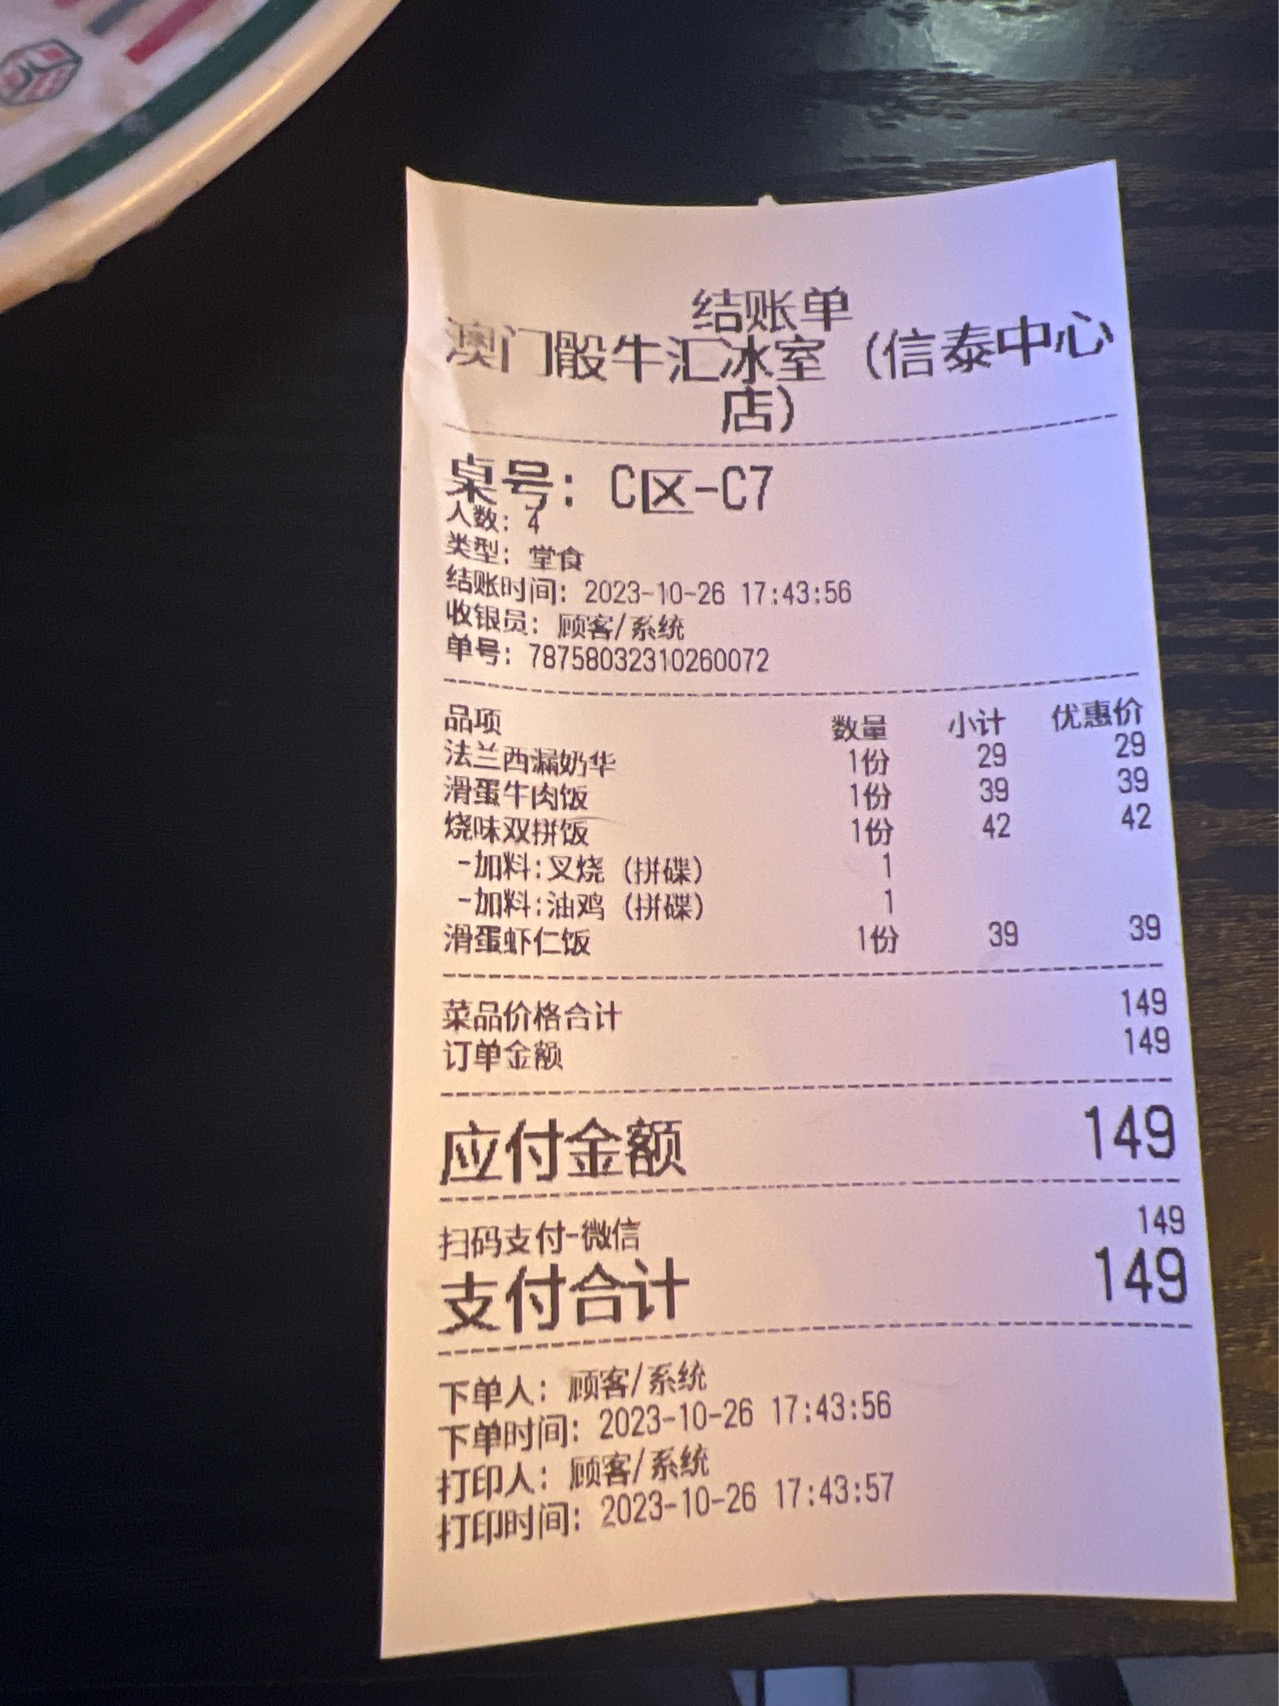 结账单
澳门骰牛汇冰室（信泰中心
店）
桌号：C区-C7
人数：4
类型：堂食
结账时间：2023-10-26 17:43:56
收银员：顾客/系统
单号：78758032310260072
品项 数量 小计 优惠价
法兰西漏奶华 1份 29 29
滑蛋牛肉饭 1份 39 39
烧味双拼饭 1份 42 42
-加料:叉烧（拼碟） 1
-加料:油鸡（拼碟） 1
滑蛋虾仁饭 1份 39 39
菜品价格合计 149
订单金额 149
应付金额 149
扫码支付-微信 149
支付合计 149
下单人：顾客/系统
下单时间：2023-10-26 17:43:56
打印人：顾客/系统
打印时间：2023-10-26 17:43:57